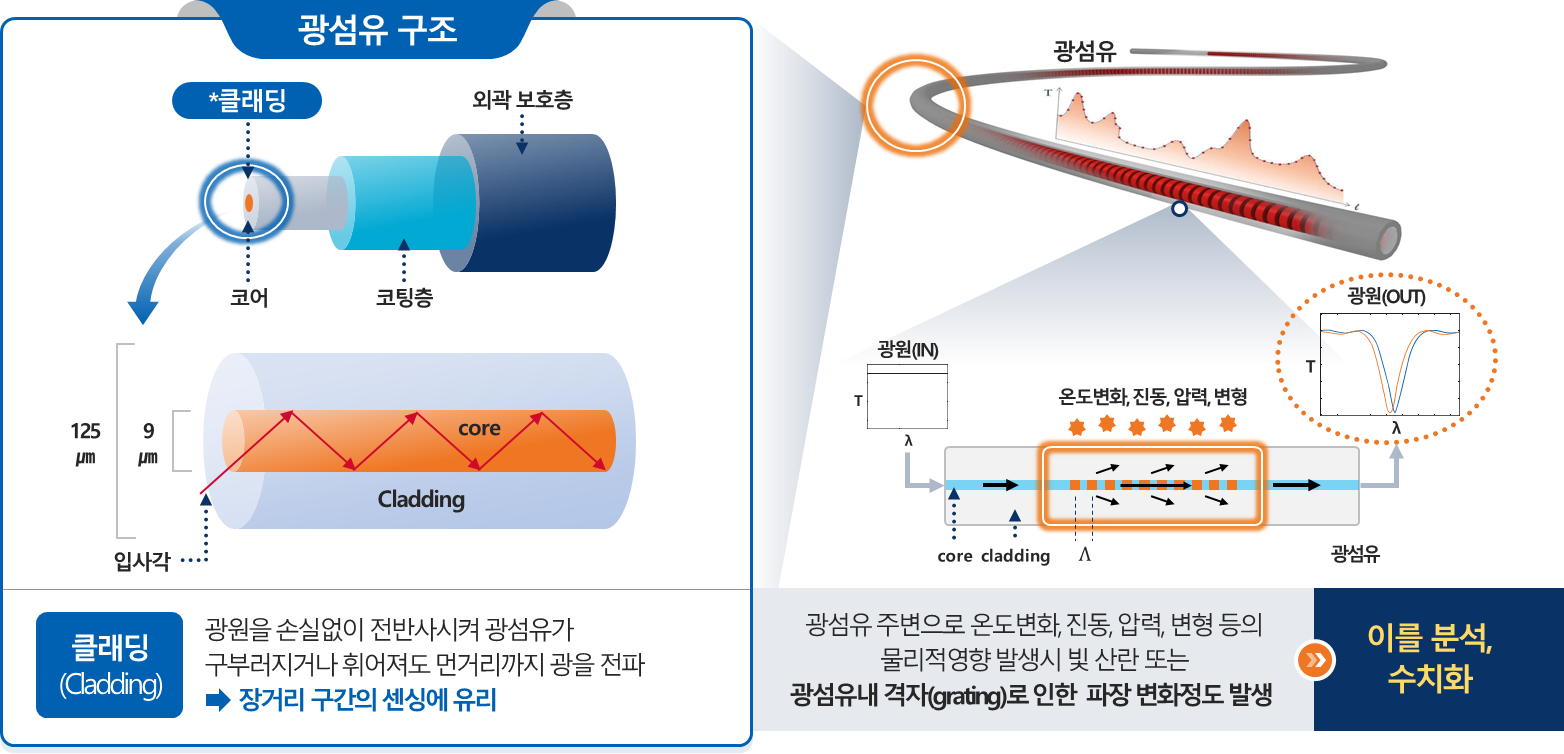 광섬유 구조
*클래딩
외곽 보호층
코어
코팅층
125
μm
9
μm
core
Cladding
입사각
클래딩
(Cladding)
광원을 손실없이 전반사시켜 광섬유가
구부러지거나 휘어져도 먼거리까지 광을 전파
장거리 구간의 센싱에 유리
광섬유
T
ℓ
광원(IN)
T
λ
온도변화, 진동, 압력, 변형
광원(OUT)
T
λ
core cladding
Λ
광섬유
광섬유 주변으로 온도변화, 진동, 압력, 변형 등의
물리적영향 발생시 빛 산란 또는
광섬유내 격자(grating)로 인한 파장 변화정도 발생
이를 분석,
수치화